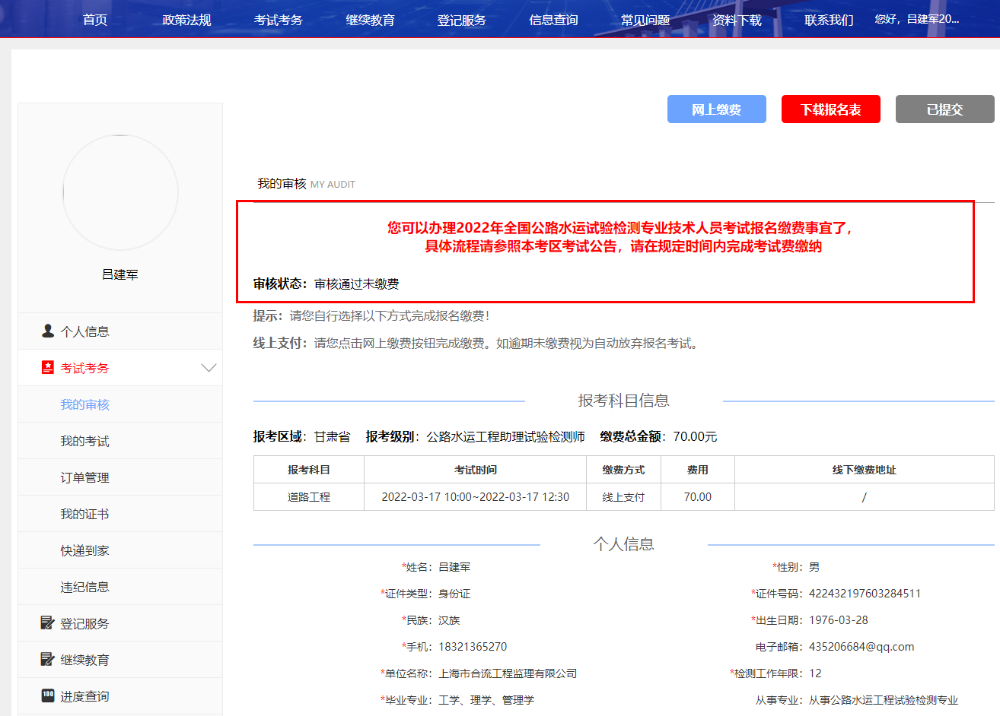 首页 政策法规 考试考务 继续教育 登记服务 信息查询 常见问题 资料下载 联系我们 您好，吕建军20...
网上缴费 下载报名表 已提交
我的审核 MY AUDIT
您可以办理2022年全国公路水运试验检测专业技术人员考试报名缴费事宜了，
具体流程请参照本考区考试公告，请在规定时间内完成考试费缴纳
审核状态：审核通过未缴费
提示：请您自行选择以下方式完成报名缴费！
线上支付：请您点击网上缴费按钮完成缴费。如逾期未缴费视为自动放弃报名考试。
吕建军
个人信息
考试考务
我的审核
我的考试
订单管理
我的证书
快递到家
违纪信息
登记服务
继续教育
100 进度查询
报考科目信息
报考区域：甘肃省 报考级别：公路水运工程助理试验检测师 缴费总金额：70.00元
报考科目 考试时间 缴费方式 费用 线下缴费地址
道路工程 2022-03-17 10:00~2022-03-17 12:30 线上支付 70.00 /
个人信息
*姓名：吕建军 *性别：男
*证件类型：身份证 *证件号码：422432197603284511
*民族：汉族 *出生日期：1976-03-28
*手机：18321365270 电子邮箱：435206684@qq.com
*单位名称：上海市合流工程监理有限公司 *检测工作年限：12
*毕业专业：工学、理学、管理学 从事专业：从事公路水运工程试验检测专业